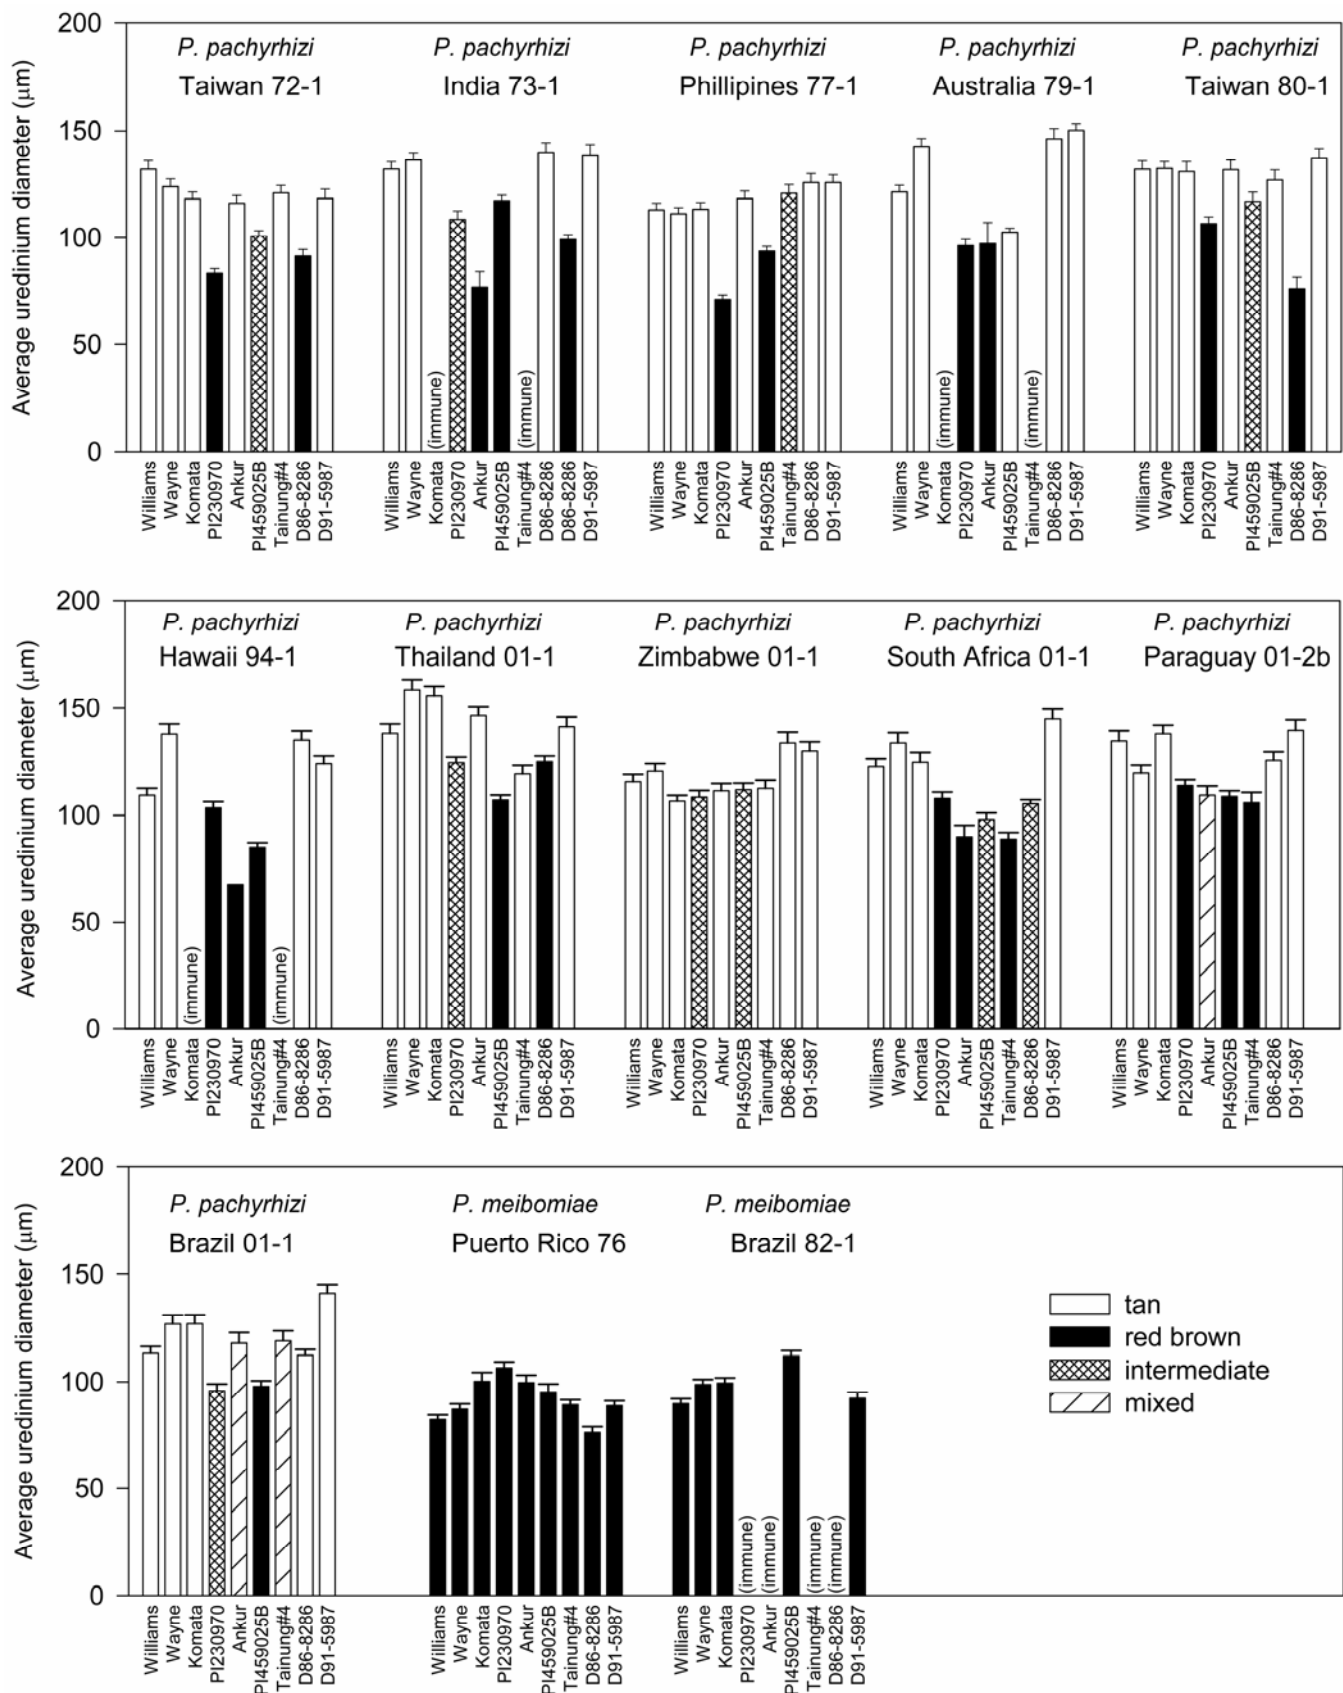 200
150
100
50
0
Average uredinium diameter (μm)
P. pachyrhizi
Taiwan 72-1
P. pachyrhizi
India 73-1
P. pachyrhizi
Phillipines 77-1
P. pachyrhizi
Australia 79-1
P. pachyrhizi
Taiwan 80-1
(immune)
(immune)
(immune)
(immune)
Williams
Wayne
Komata
PI230970
Ankur
PI459025B
Tainung#4
D86-8286
D91-5987
Williams
Wayne
Komata
PI230970
Ankur
PI459025B
Tainung#4
D86-8286
D91-5987
Williams
Wayne
Komata
PI230970
Ankur
PI459025B
Tainung#4
D86-8286
D91-5987
Williams
Wayne
Komata
PI230970
Ankur
PI459025B
Tainung#4
D86-8286
D91-5987
Williams
Wayne
Komata
PI230970
Ankur
PI459025B
Tainung#4
D86-8286
D91-5987
200
150
100
50
0
Average uredinium diameter (μm)
P. pachyrhizi
Hawaii 94-1
P. pachyrhizi
Thailand 01-1
P. pachyrhizi
Zimbabwe 01-1
P. pachyrhizi
South Africa 01-1
P. pachyrhizi
Paraguay 01-2b
(immune)
(immune)
Williams
Wayne
Komata
PI230970
Ankur
PI459025B
Tainung#4
D86-8286
D91-5987
Williams
Wayne
Komata
PI230970
Ankur
PI459025B
Tainung#4
D86-8286
D91-5987
Williams
Wayne
Komata
PI230970
Ankur
PI459025B
Tainung#4
D86-8286
D91-5987
Williams
Wayne
Komata
PI230970
Ankur
PI459025B
Tainung#4
D86-8286
D91-5987
Williams
Wayne
Komata
PI230970
Ankur
PI459025B
Tainung#4
D86-8286
D91-5987
200
150
100
50
0
Average uredinium diameter (μm)
P. pachyrhizi
Brazil 01-1
P. meibomiae
Puerto Rico 76
P. meibomiae
Brazil 82-1
(immune)
(immune)
(immune)
(immune)
tan
red brown
intermediate
mixed
Williams
Wayne
Komata
PI230970
Ankur
PI459025B
Tainung#4
D86-8286
D91-5987
Williams
Wayne
Komata
PI230970
Ankur
PI459025B
Tainung#4
D86-8286
D91-5987
Williams
Wayne
Komata
PI230970
Ankur
PI459025B
Tainung#4
D86-8286
D91-5987